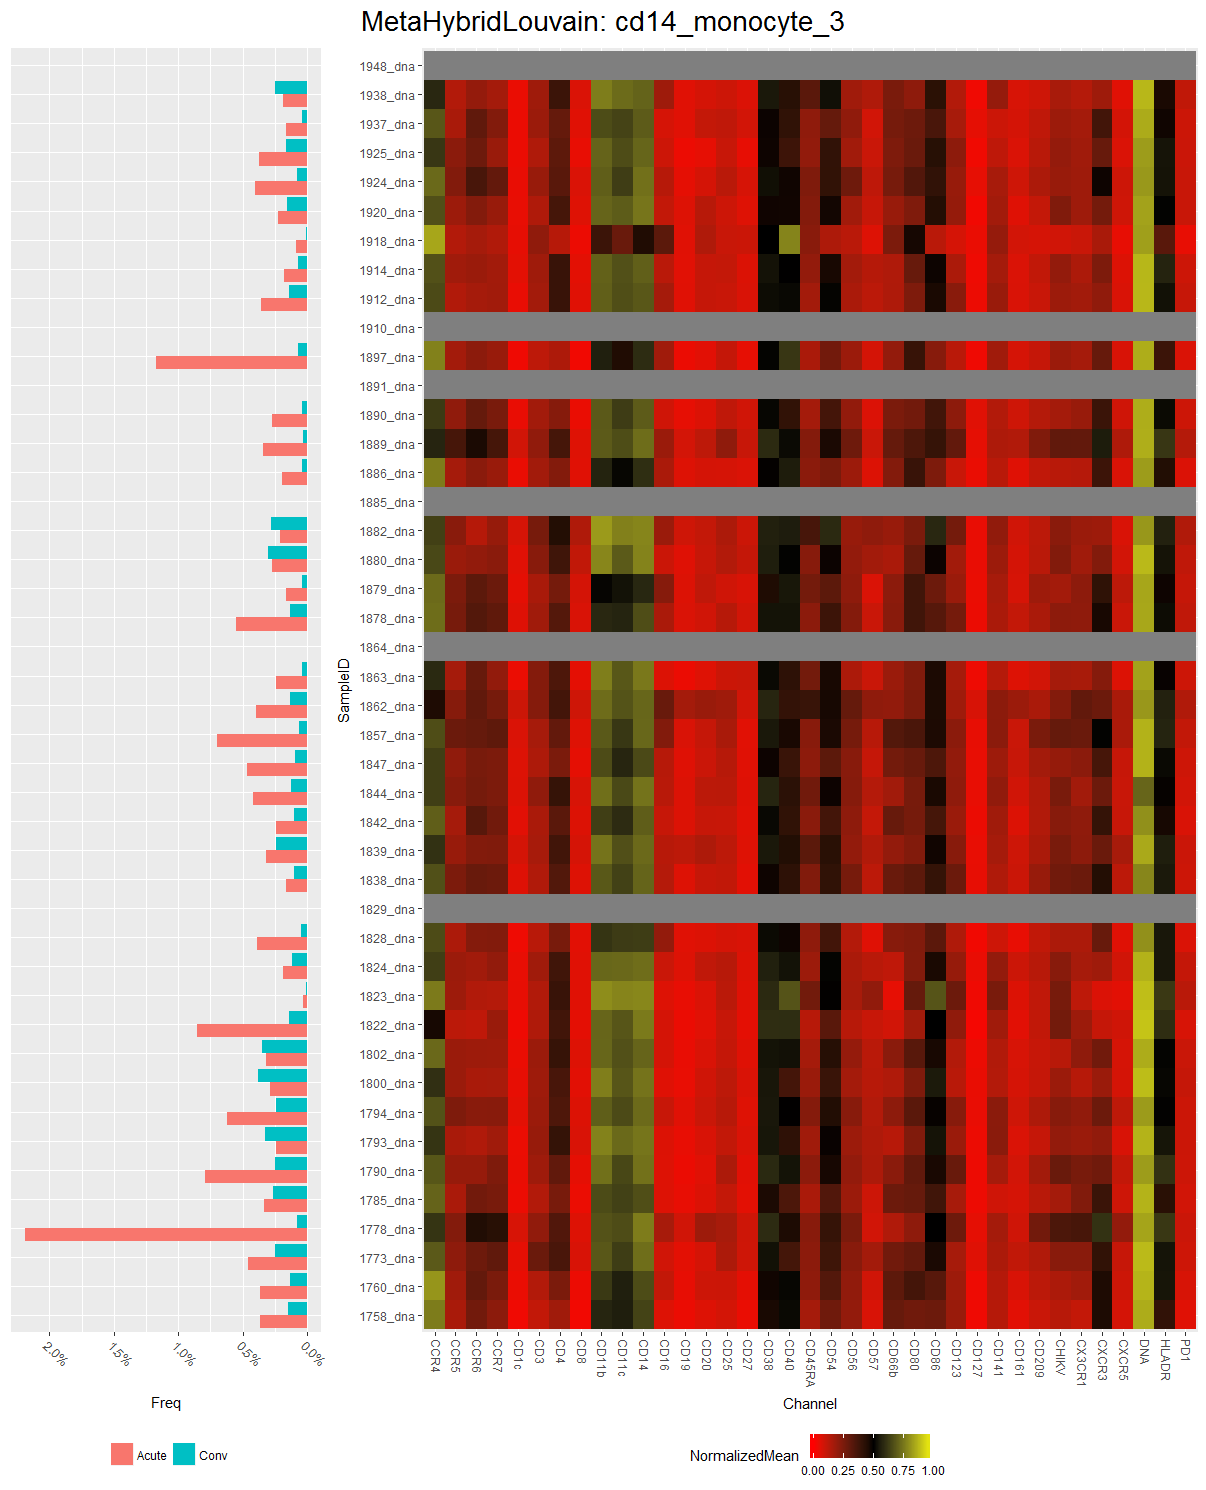 MetaHybridLouvain: cd14_monocyte_3
1948_dna
1938_dna
1937_dna
1925_dna
1924_dna
1920_dna
1918_dna
1914_dna
1912_dna
1910_dna
1897_dna
1891_dna
1890_dna
1889_dna
1886_dna
1885_dna
1882_dna
1880_dna
1879_dna
1878_dna
1864_dna
1863_dna
1862_dna
1857_dna
1847_dna
1844_dna
1842_dna
1839_dna
1838_dna
1829_dna
1828_dna
1824_dna
1823_dna
1822_dna
1802_dna
1800_dna
1794_dna
1793_dna
1790_dna
1785_dna
1778_dna
1773_dna
1760_dna
1758_dna
SampleID
2.0%
1.5%
1.0%
0.5%
0.0%
Freq
Acute
Conv
CCR4
CCR5
CCR6
CCR7
CD1c
CD3
CD4
CD8
CD11b
CD11c
CD14
CD16
CD19
CD20
CD25
CD27
CD38
CD40
CD45RA
CD54
CD56
CD57
CD66b
CD80
CD86
CD123
CD127
CD141
CD161
CD209
CHIKV
CX3CR1
CXCR3
CXCR5
DNA
HLADR
PD1
Channel
NormalizedMean
0.00 0.25 0.50 0.75 1.00